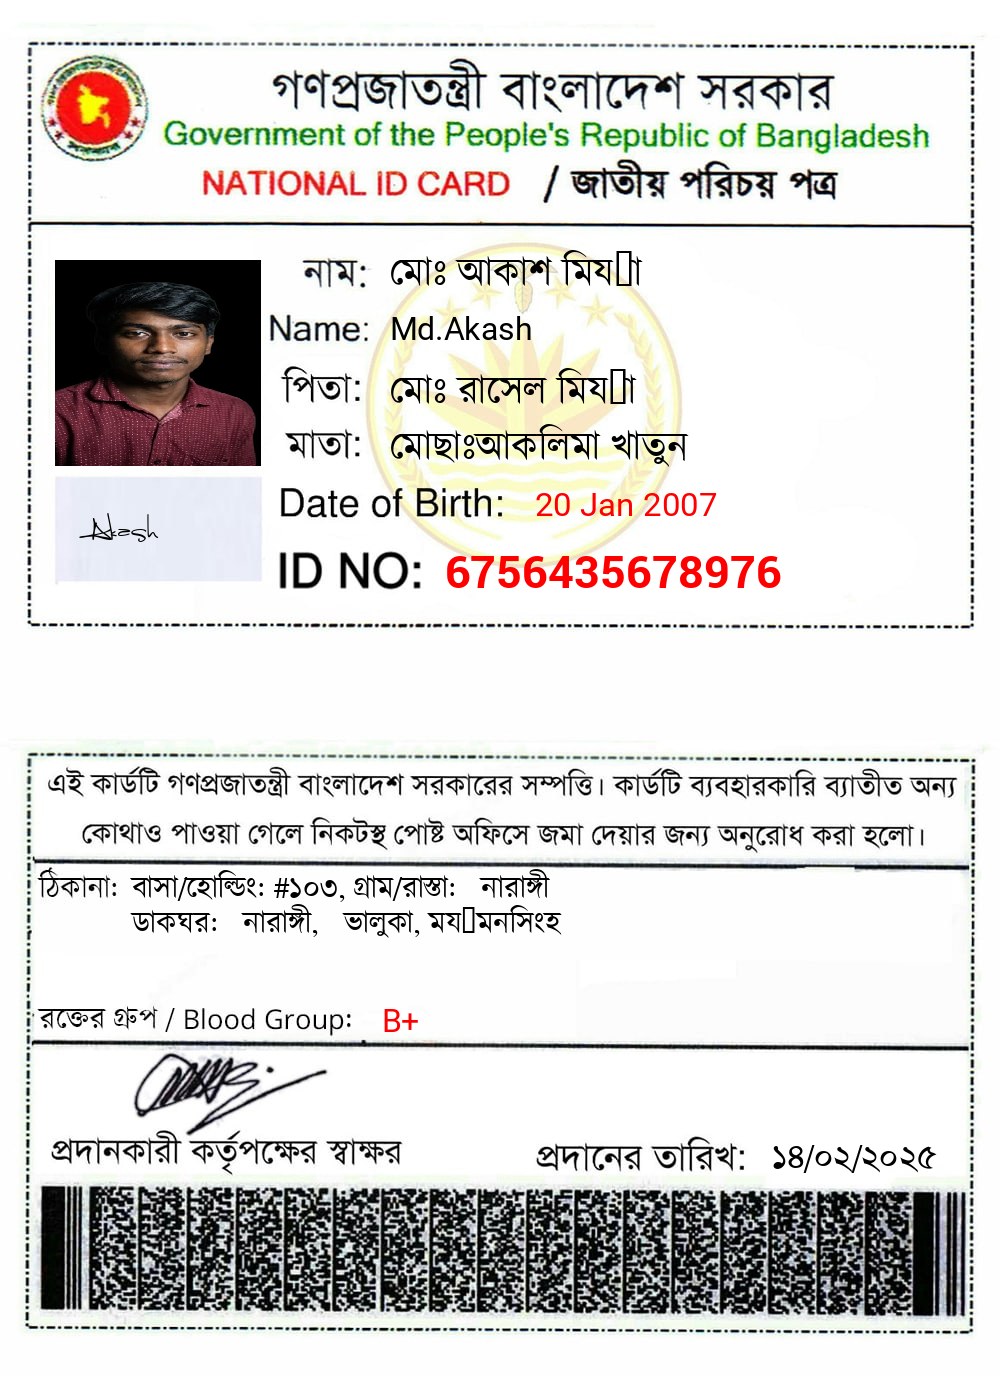 গণপ্রজাতন্ত্রী বাংলাদেশ সরকার
Government of the People's Republic of Bangladesh
NATIONAL ID CARD / জাতীয় পরিচয় পত্র
নাম: মোঃ আকাশ মিয়া
Name: Md.Akash
পিতা: মোঃ রাসেল মিয়া
মাতা: মোছাঃআকলিমা খাতুন
Date of Birth: 20 Jan 2007
Akash
ID NO: 6756435678976
এই কার্ডটি গণপ্রজাতন্ত্রী বাংলাদেশ সরকারের সম্পত্তি। কার্ডটি ব্যবহারকারি ব্যাতীত অন্য
কোথাও পাওয়া গেলে নিকটস্থ পোষ্ট অফিসে জমা দেয়ার জন্য অনুরোধ করা হলো।
ঠিকানা: বাসা/হোল্ডিং: #১০৩, গ্রাম/রাস্তা: নারাঙ্গী
ডাকঘর: নারাঙ্গী, ভালুকা, ময়মনসিংহ
রক্তের গ্রুপ / Blood Group: B+
প্রদানকারী কর্তৃপক্ষের স্বাক্ষর প্রদানের তারিখ: ১৪/০২/২০২৫